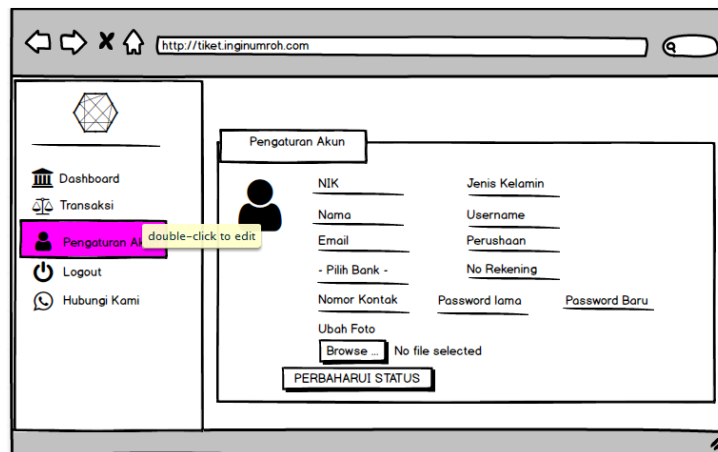 http://tiket.inginumroh.com
Dashboard
Transaksi
Pengaturan
double-click to edit
Logout
Hubungi Kami
Pengaturan Akun
NIK Jenis Kelamin
Nama Username
Email Perushaan
- Pilih Bank - No Rekening
Nomor Kontak Password lama Password Baru
Ubah Foto
Browse ... No file selected
PERBAHARUI STATUS